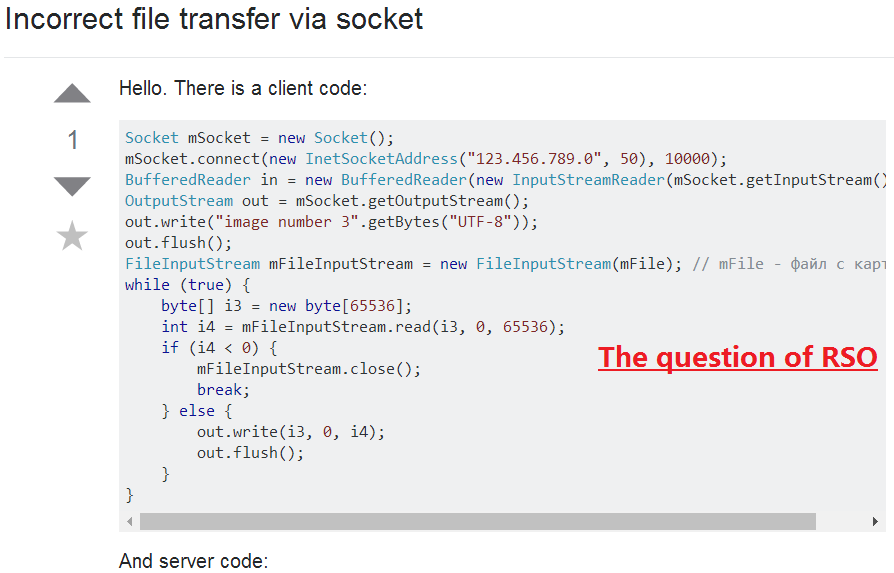 Incorrect file transfer via socket
Hello. There is a client code:
1
Socket mSocket = new Socket();
mSocket.connect(new InetSocketAddress("123.456.789.0", 50), 10000);
BufferedReader in = new BufferedReader(new InputStreamReader(mSocket.getInputStream()
OutputStream out = mSocket.getOutputStream();
out.write("image number 3".getBytes("UTF-8"));
out.flush();
FileInputStream mFileInputStream = new FileInputStream(mFile); // mFile - файл с карт
while (true) {
    byte[] i3 = new byte[65536];
    int i4 = mFileInputStream.read(i3, 0, 65536);
    if (i4 < 0) {
        mFileInputStream.close();
        break;
    } else {
        out.write(i3, 0, i4);
        out.flush();
    }
}
The question of RSO
And server code: